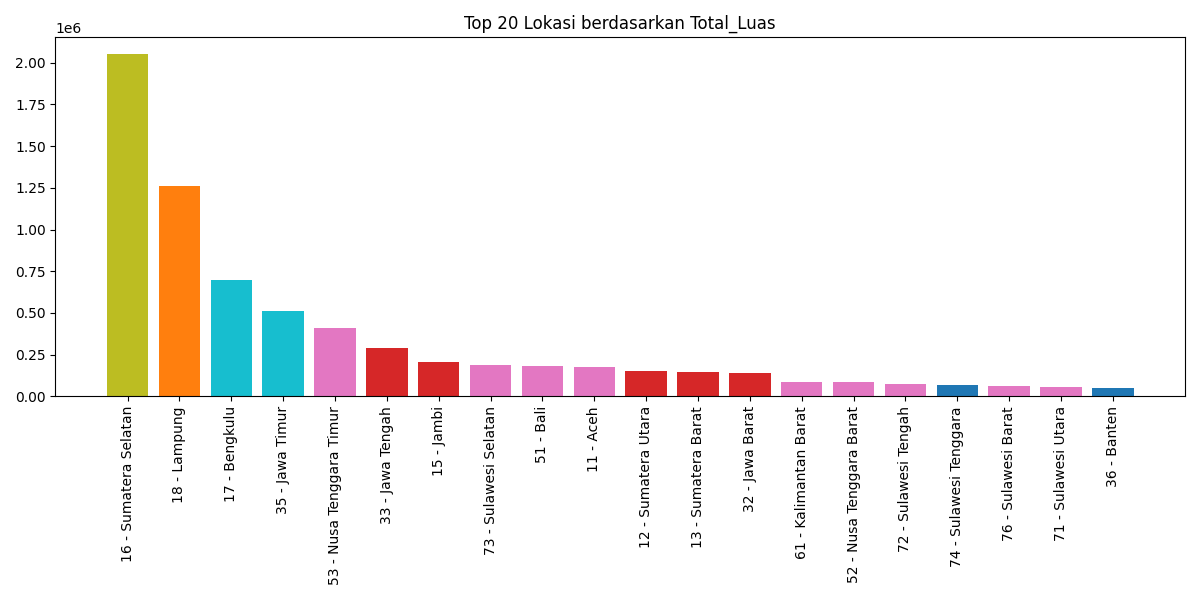 Top 20 Lokasi berdasarkan Total_Luas
1e6
2.00
1.75
1.50
1.25
1.00
0.75
0.50
0.25
0.00
16 - Sumatera Selatan
18 - Lampung
17 - Bengkulu
35 - Jawa Timur
53 - Nusa Tenggara Timur
33 - Jawa Tengah
15 - Jambi
73 - Sulawesi Selatan
51 - Bali
11 - Aceh
12 - Sumatera Utara
13 - Sumatera Barat
32 - Jawa Barat
61 - Kalimantan Barat
52 - Nusa Tenggara Barat
72 - Sulawesi Tengah
74 - Sulawesi Tenggara
76 - Sulawesi Barat
71 - Sulawesi Utara
36 - Banten